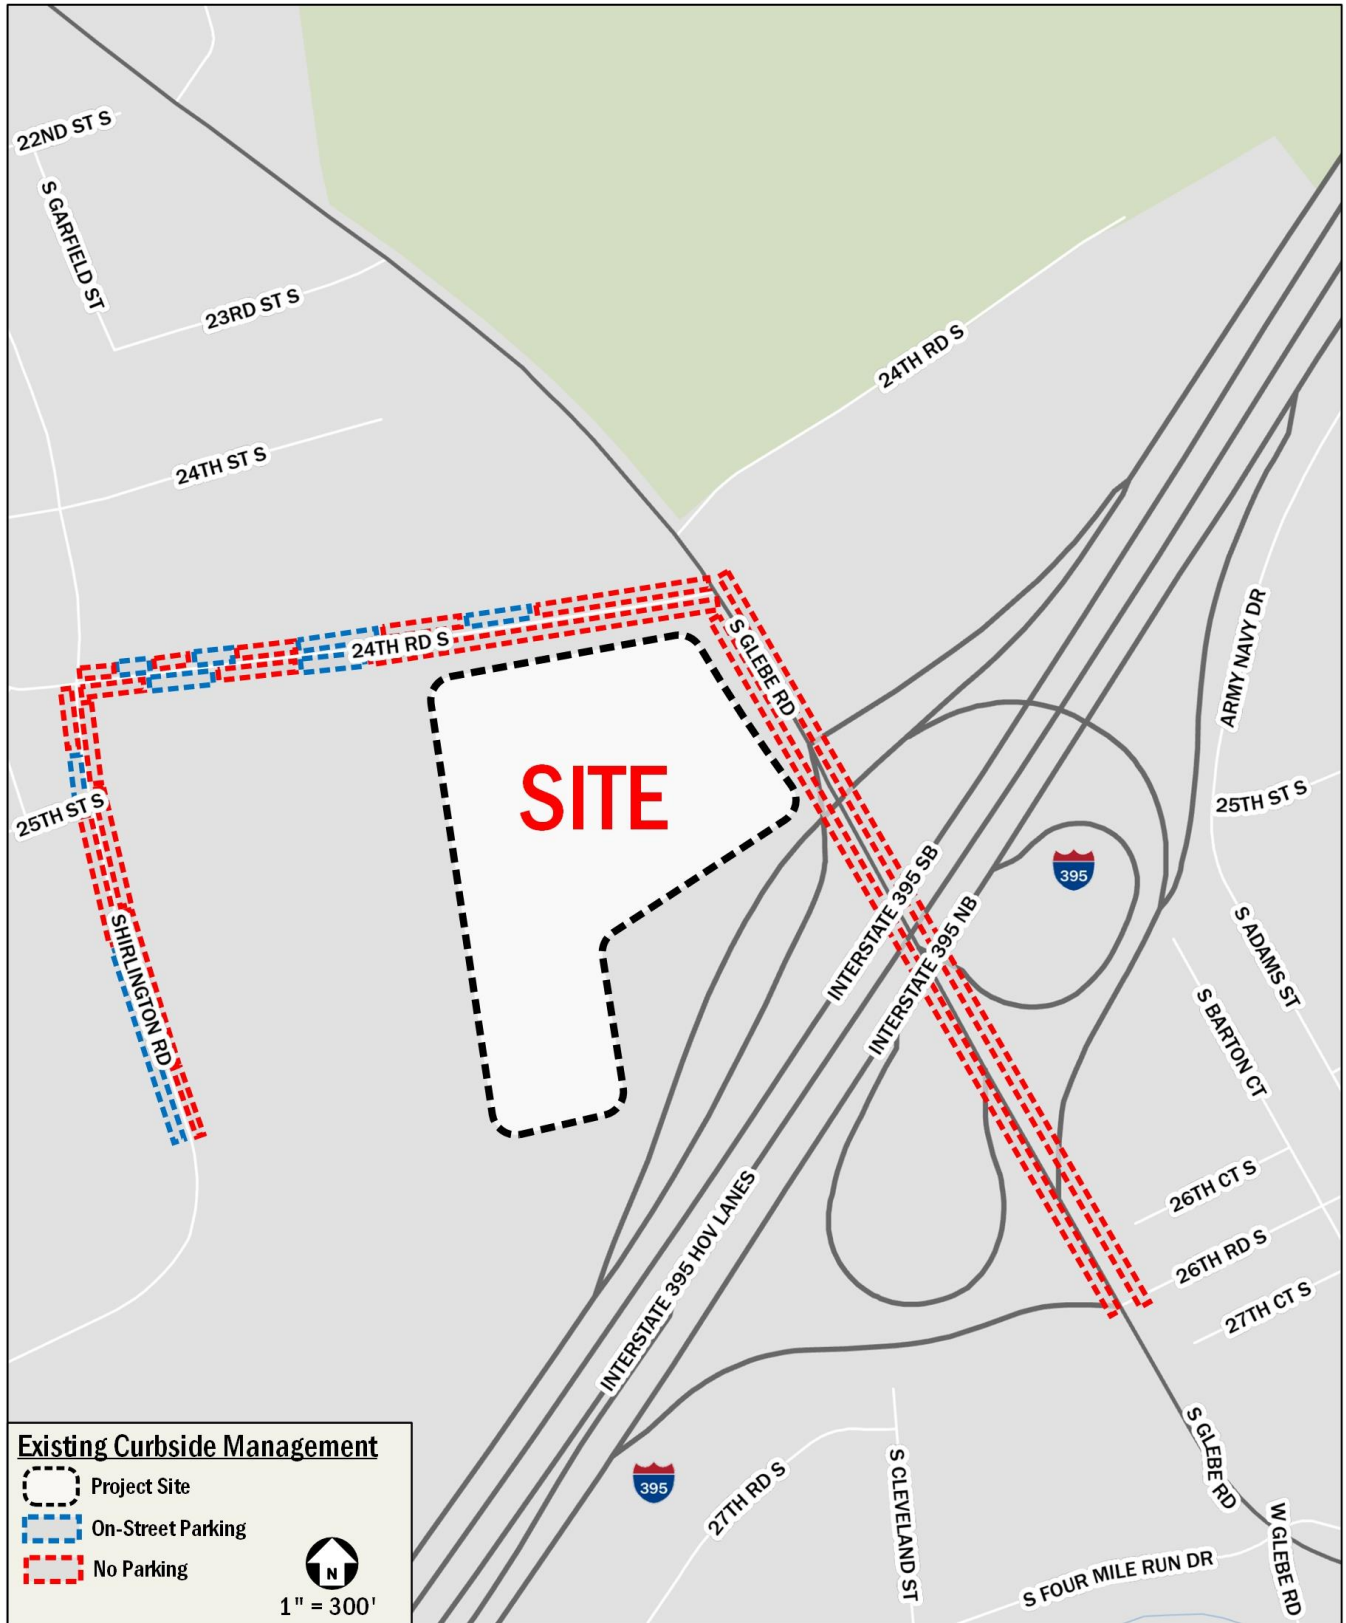 22ND ST S
S GARFIELD ST
23RD ST S
24TH RD S
24TH ST S
ARMY NAVY DR
S GLEBE RD
24TH RD S
25TH ST S
SITE
25TH ST S
395
INTERSTATE 395 SB
INTERSTATE 395 NB
S ADAMS ST
SHIRLINGTON RD
S BARTON CT
26TH CT S
26TH RD S
INTERSTATE 395 HOV LANES
27TH CT S
S GLEBE RD
395
27TH RD S
S CLEVELAND ST
W GLEBE RD
S FOUR MILE RUN DR
Existing Curbside Management
Project Site
On-Street Parking
No Parking
N
1" = 300'